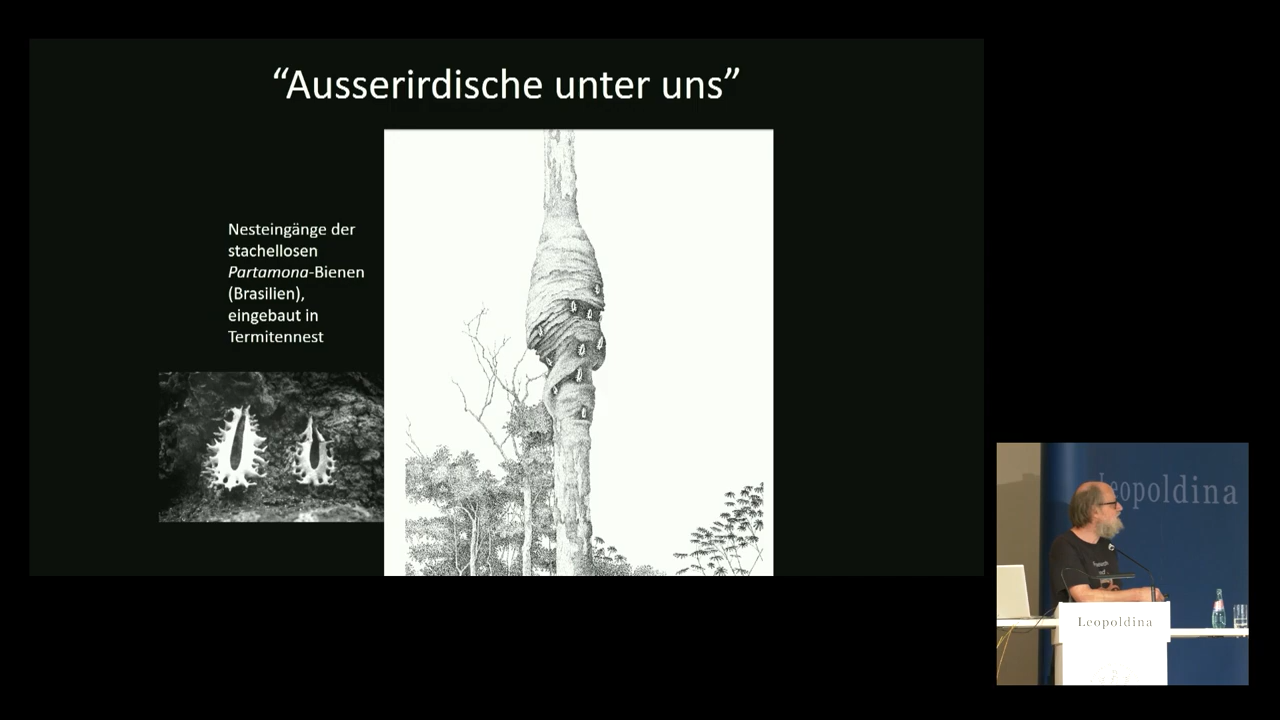 “Ausserirdische unter uns”
Nesteingänge der
stachellosen
Partamona-Bienen
(Brasilien),
eingebaut in
Termitennest
Leopoldina
Leopoldina